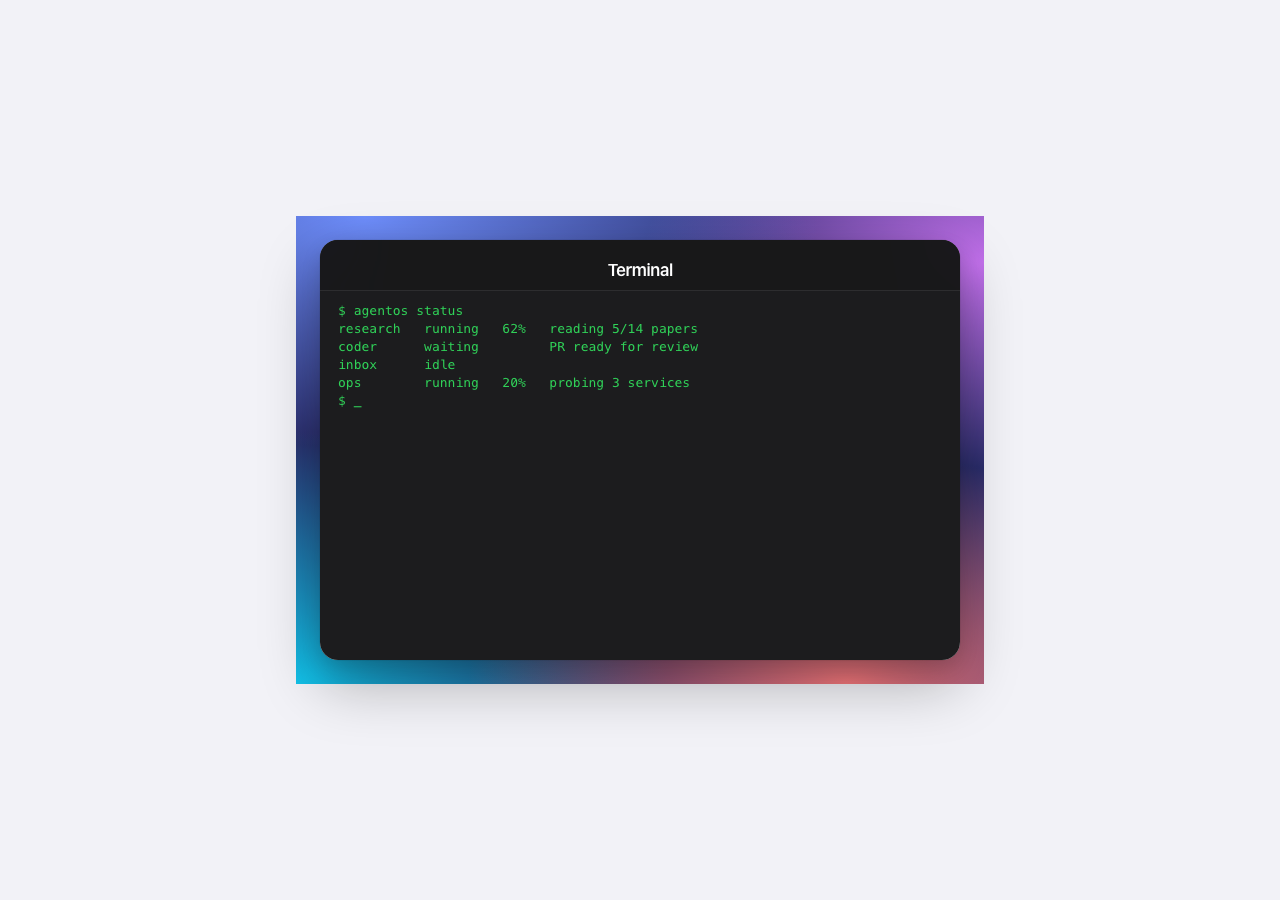 Terminal
$ agentos status
research   running   62%   reading 5/14 papers
coder      waiting         PR ready for review
inbox      idle
ops        running   20%   probing 3 services
$ _